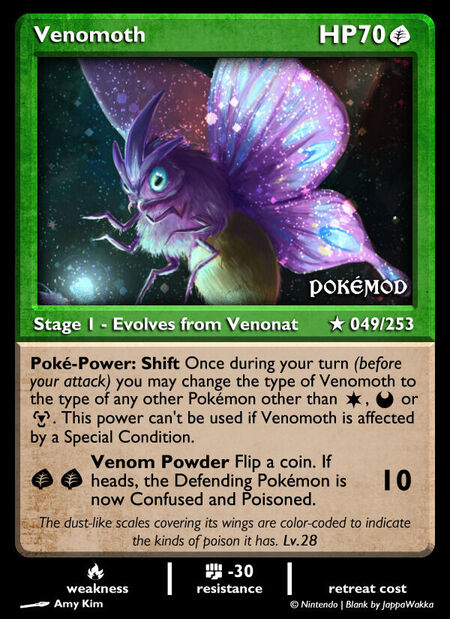 Venomoth HP70
POKÉMOD
Stage 1 - Evolves from Venonat ★ 049/253
Poké-Power: Shift Once during your turn (before
your attack) you may change the type of Venomoth to
the type of any other Pokémon other than , or
. This power can't be used if Venomoth is affected
by a Special Condition.
Venom Powder Flip a coin. If
heads, the Defending Pokémon is 10
now Confused and Poisoned.
The dust-like scales covering its wings are color-coded to indicate
the kinds of poison it has. Lv.28
-30
weakness resistance retreat cost
Amy Kim © Nintendo | Blank by JappaWakka